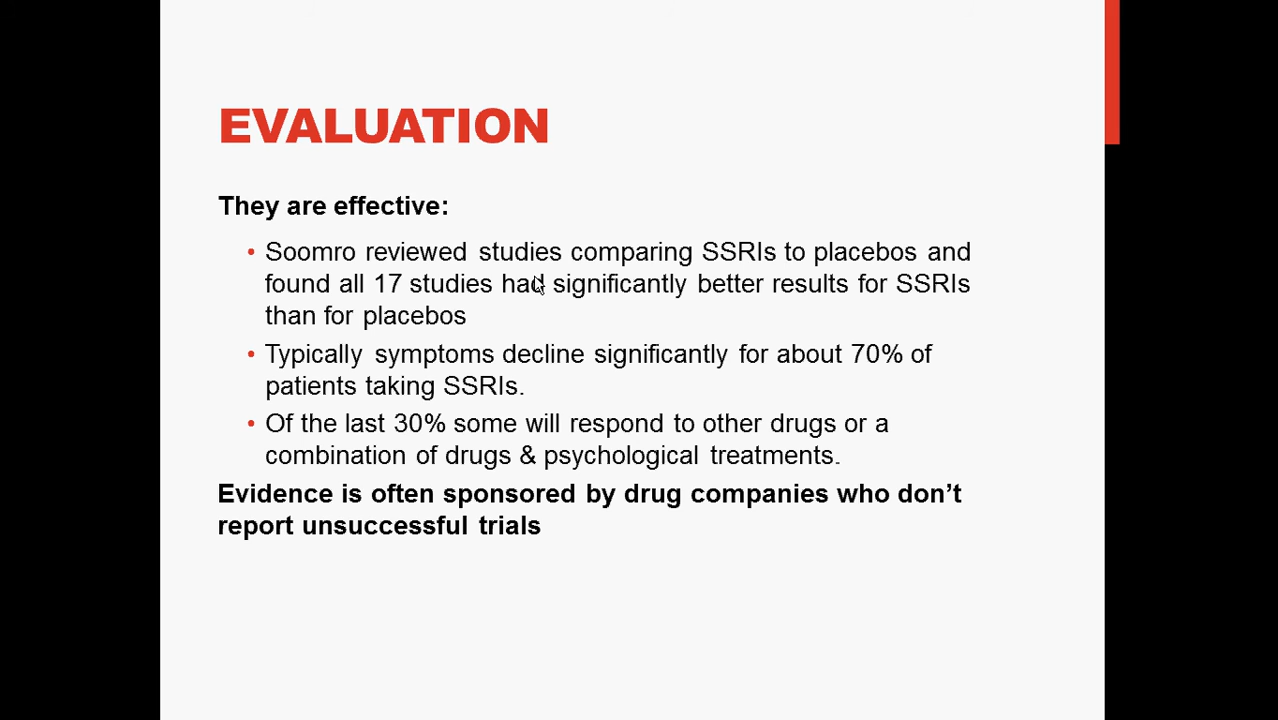 EVALUATION
They are effective:
• Soomro reviewed studies comparing SSRIs to placebos and
found all 17 studies had significantly better results for SSRIs
than for placebos
• Typically symptoms decline significantly for about 70% of
patients taking SSRIs.
• Of the last 30% some will respond to other drugs or a
combination of drugs & psychological treatments.
Evidence is often sponsored by drug companies who don’t
report unsuccessful trials